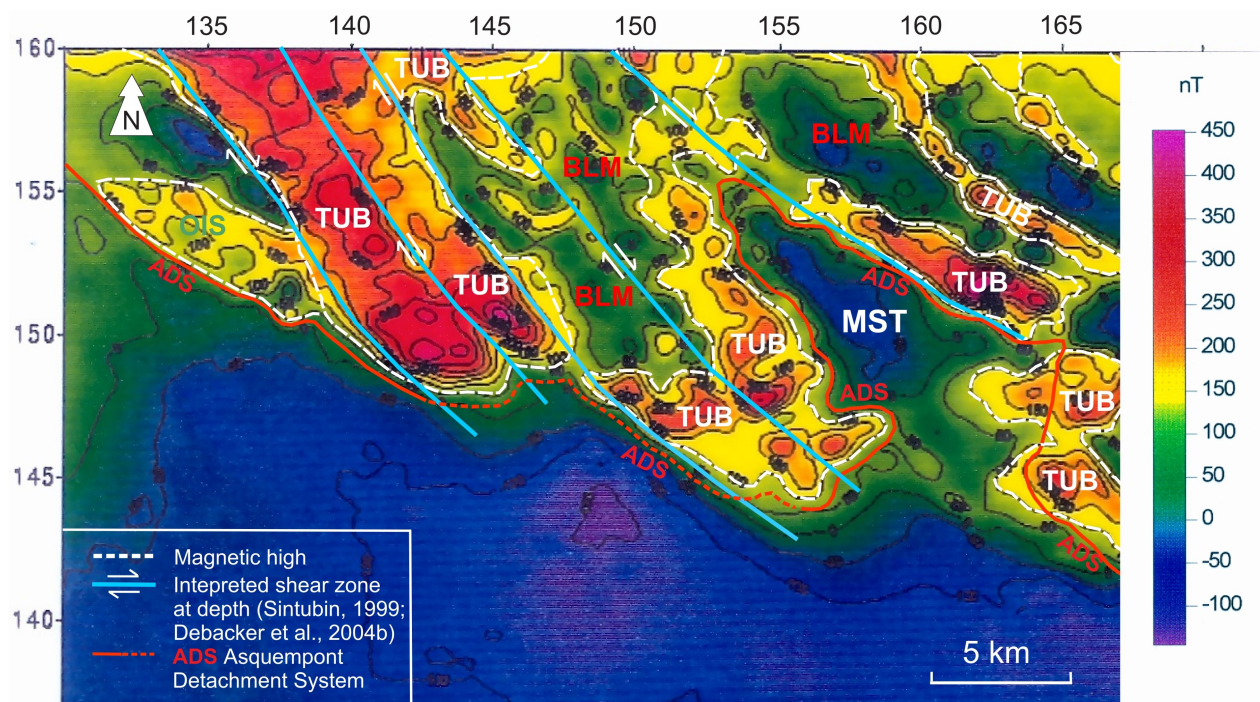 135 140 145 150 155 160 165
160
155
150
145
140
N
nT
450
400
350
300
250
200
150
100
50
0
-50
-100
TUB
BLM
BLM
TUB
OIS
TUB
TUB
ADS
ADS
TUB
BLM
MST
TUB
ADS
TUB
TUB
ADS
TUB
ADS
Magnetic high
Intepreted shear zone
at depth (Sintubin, 1999;
Debacker et al., 2004b)
ADS Asquempont
Detachment System
5 km